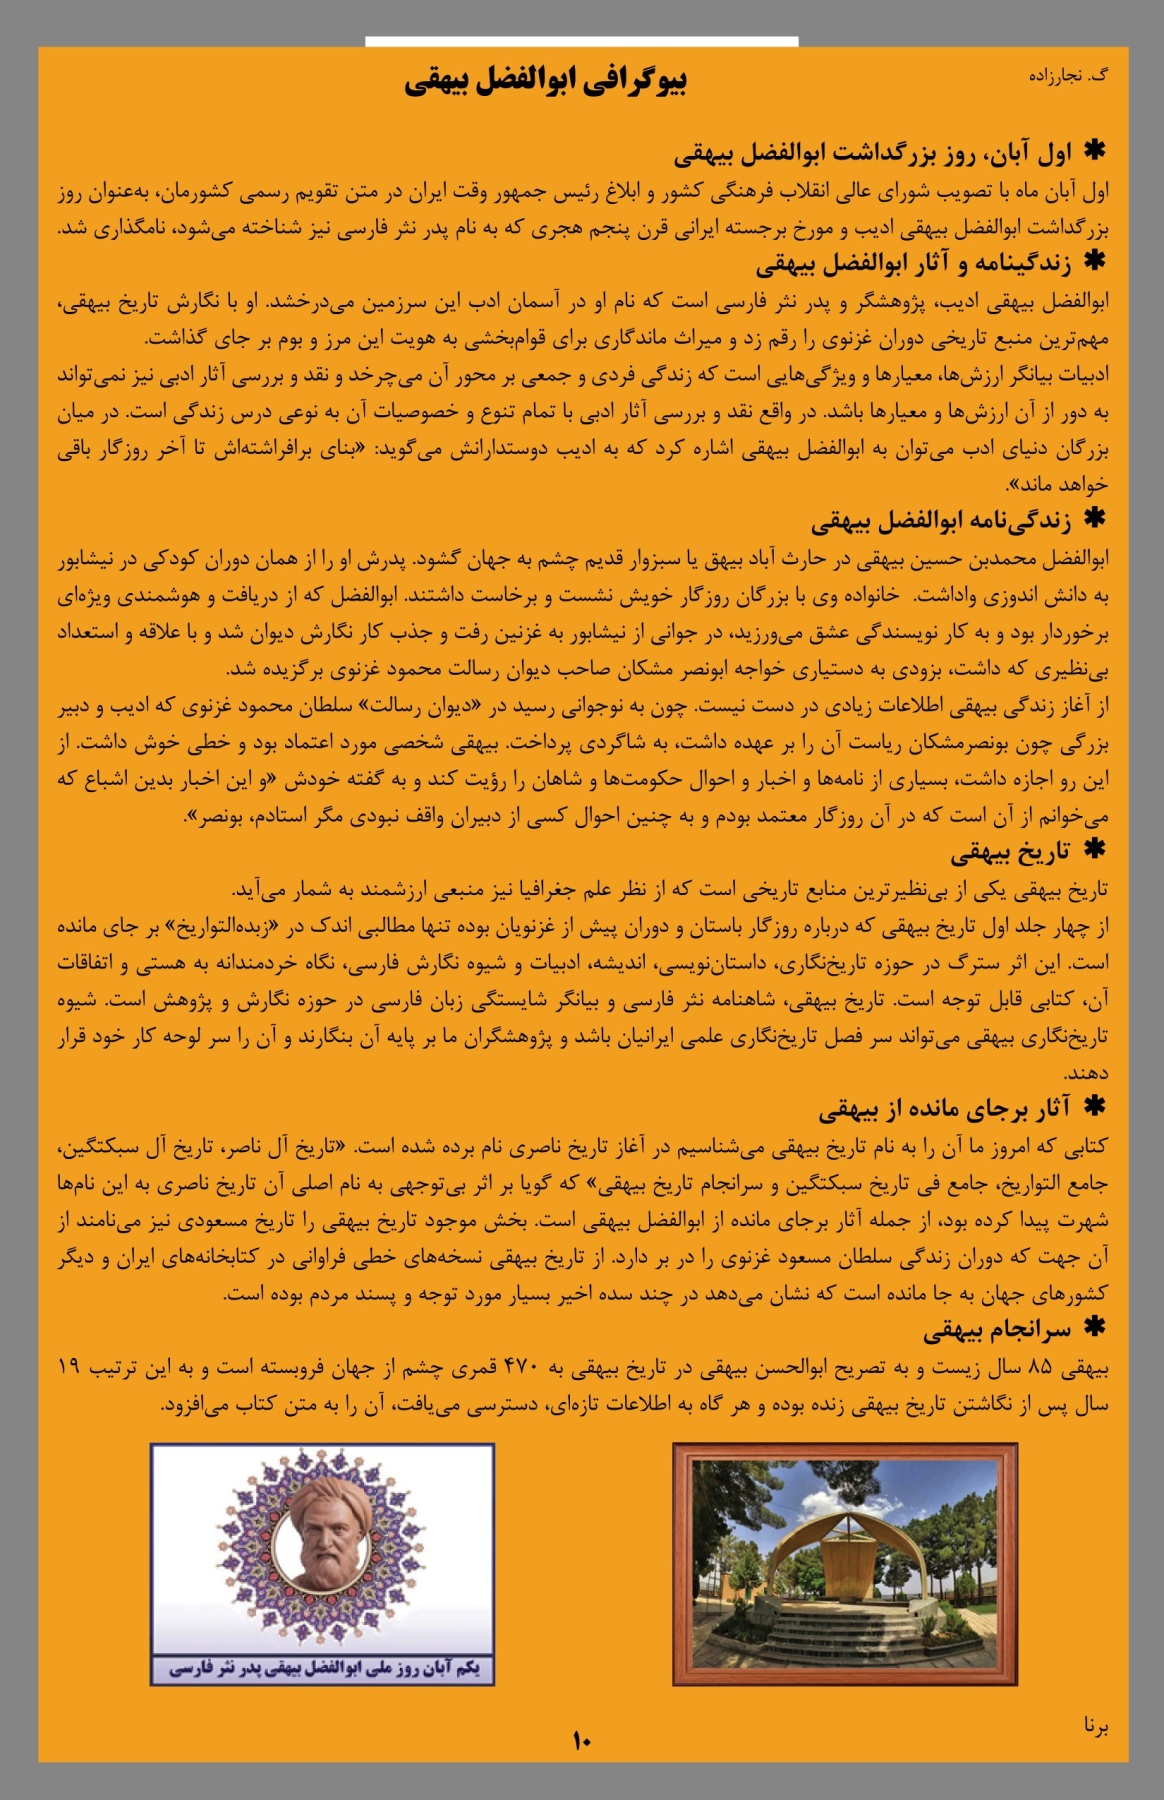 گ. نجارزاده
بیوگرافی ابوالفضل بیهقی
✱ اول آبان، روز بزرگداشت ابوالفضل بیهقی
اول آبان ماه با تصویب شورای عالی انقلاب فرهنگی کشور و ابلاغ رئیس جمهور وقت ایران در متن تقویم رسمی کشورمان، به‌عنوان روز
بزرگداشت ابوالفضل بیهقی ادیب و مورخ برجسته ایرانی قرن پنجم هجری که به نام پدر نثر فارسی نیز شناخته می‌شود، نامگذاری شد.
✱ زندگینامه و آثار ابوالفضل بیهقی
ابوالفضل بیهقی ادیب، پژوهشگر و پدر نثر فارسی است که نام او در آسمان ادب این سرزمین می‌درخشد. او با نگارش تاریخ بیهقی،
مهم‌ترین منبع تاریخی دوران غزنوی را رقم زد و میراث ماندگاری برای قوام‌بخشی به هویت این مرز و بوم بر جای گذاشت.
ادبیات بیانگر ارزش‌ها، معیارها و ویژگی‌هایی است که زندگی فردی و جمعی بر محور آن می‌چرخد و نقد و بررسی آثار ادبی نیز نمی‌تواند
به دور از آن ارزش‌ها و معیارها باشد. در واقع نقد و بررسی آثار ادبی با تمام تنوع و خصوصیات آن به نوعی درس زندگی است. در میان
بزرگان دنیای ادب می‌توان به ابوالفضل بیهقی اشاره کرد که به ادیب دوستدارانش می‌گوید: «بنای برافراشته‌اش تا آخر روزگار باقی
خواهد ماند».
✱ زندگی‌نامه ابوالفضل بیهقی
ابوالفضل محمدبن حسین بیهقی در حارث آباد بیهق یا سبزوار قدیم چشم به جهان گشود. پدرش او را از همان دوران کودکی در نیشابور
به دانش اندوزی واداشت. خانواده وی با بزرگان روزگار خویش نشست و برخاست داشتند. ابوالفضل که از دریافت و هوشمندی ویژه‌ای
برخوردار بود و به کار نویسندگی عشق می‌ورزید، در جوانی از نیشابور به غزنین رفت و جذب کار نگارش دیوان شد و با علاقه و استعداد
بی‌نظیری که داشت، بزودی به دستیاری خواجه ابونصر مشکان صاحب دیوان رسالت محمود غزنوی برگزیده شد.
از آغاز زندگی بیهقی اطلاعات زیادی در دست نیست. چون به نوجوانی رسید در «دیوان رسالت» سلطان محمود غزنوی که ادیب و دبیر
بزرگی چون بونصرمشکان ریاست آن را بر عهده داشت، به شاگردی پرداخت. بیهقی شخصی مورد اعتماد بود و خطی خوش داشت. از
این رو اجازه داشت، بسیاری از نامه‌ها و اخبار و احوال حکومت‌ها و شاهان را رؤیت کند و به گفته خودش «و این اخبار بدین اشباع که
می‌خوانم از آن است که در آن روزگار معتمد بودم و به چنین احوال کسی از دبیران واقف نبودی مگر استادم، بونصر».
✱ تاریخ بیهقی
تاریخ بیهقی یکی از بی‌نظیرترین منابع تاریخی است که از نظر علم جغرافیا نیز منبعی ارزشمند به شمار می‌آید.
از چهار جلد اول تاریخ بیهقی که درباره روزگار باستان و دوران پیش از غزنویان بوده تنها مطالبی اندک در «زبده‌التواریخ» بر جای مانده
است. این اثر سترگ در حوزه تاریخ‌نگاری، داستان‌نویسی، اندیشه، ادبیات و شیوه نگارش فارسی، نگاه خردمندانه به هستی و اتفاقات
آن، کتابی قابل توجه است. تاریخ بیهقی، شاهنامه نثر فارسی و بیانگر شایستگی زبان فارسی در حوزه نگارش و پژوهش است. شیوه
تاریخ‌نگاری بیهقی می‌تواند سر فصل تاریخ‌نگاری علمی ایرانیان باشد و پژوهشگران ما بر پایه آن بنگارند و آن را سر لوحه کار خود قرار
دهند.
✱ آثار برجای مانده از بیهقی
کتابی که امروز ما آن را به نام تاریخ بیهقی می‌شناسیم در آغاز تاریخ ناصری نام برده شده است. «تاریخ آل ناصر، تاریخ آل سبکتگین،
جامع التواریخ، جامع فی تاریخ سبکتگین و سرانجام تاریخ بیهقی» که گویا بر اثر بی‌توجهی به نام اصلی آن تاریخ ناصری به این نام‌ها
شهرت پیدا کرده بود، از جمله آثار برجای مانده از ابوالفضل بیهقی است. بخش موجود تاریخ بیهقی را تاریخ مسعودی نیز می‌نامند از
آن جهت که دوران زندگی سلطان مسعود غزنوی را در بر دارد. از تاریخ بیهقی نسخه‌های خطی فراوانی در کتابخانه‌های ایران و دیگر
کشورهای جهان به جا مانده است که نشان می‌دهد در چند سده اخیر بسیار مورد توجه و پسند مردم بوده است.
✱ سرانجام بیهقی
بیهقی ۸۵ سال زیست و به تصریح ابوالحسن بیهقی در تاریخ بیهقی به ۴۷۰ قمری چشم از جهان فروبسته است و به این ترتیب ۱۹
سال پس از نگاشتن تاریخ بیهقی زنده بوده و هر گاه به اطلاعات تازه‌ای، دسترسی می‌یافت، آن را به متن کتاب می‌افزود.
یکم آبان روز ملی ابوالفضل بیهقی پدر نثر فارسی
برنا
۱۰